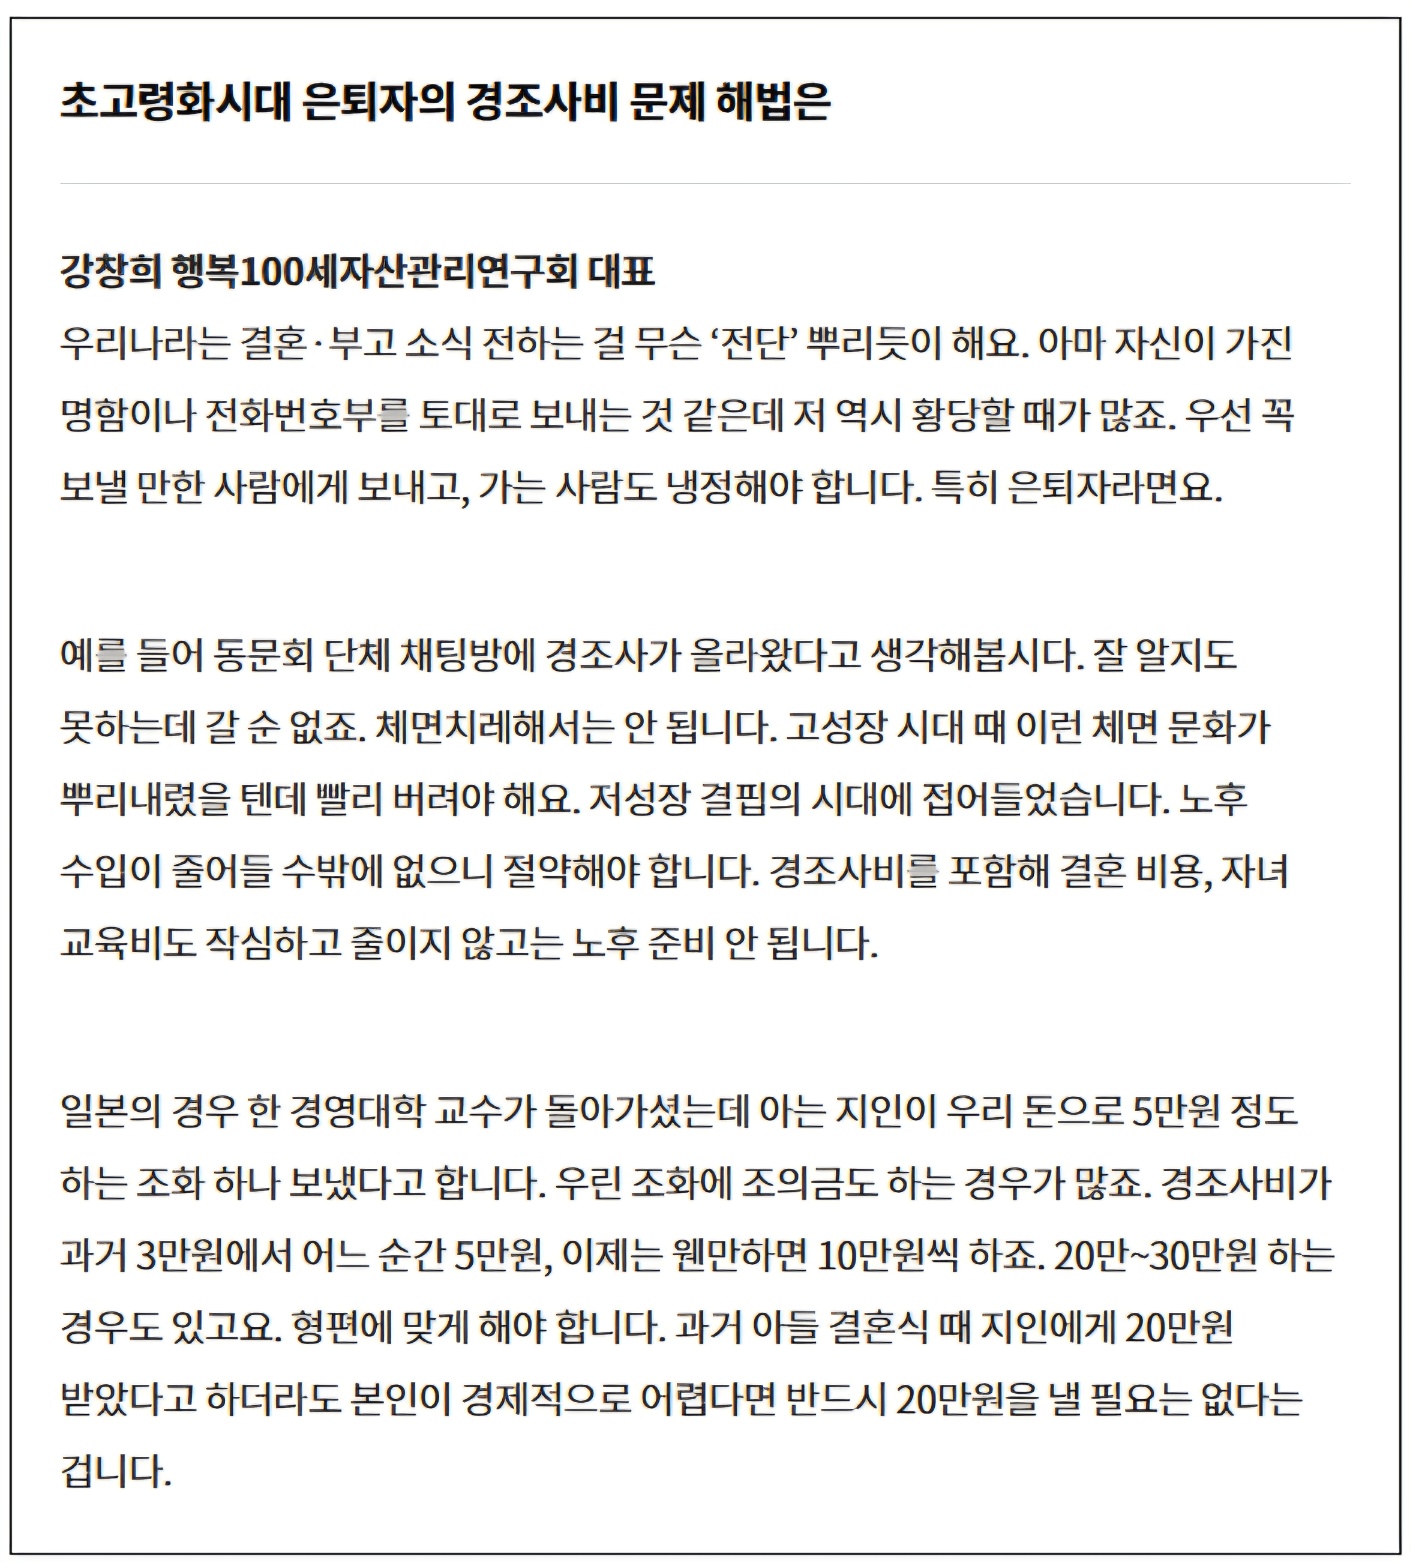 초고령화시대 은퇴자의 경조사비 문제 해법은
강창희 행복100세자산관리연구회 대표
우리나라는 결혼·부고 소식 전하는 걸 무슨 ‘전단’ 뿌리듯이 해요. 아마 자신이 가진
명함이나 전화번호부를 토대로 보내는 것 같은데 저 역시 황당할 때가 많죠. 우선 꼭
보낼 만한 사람에게 보내고, 가는 사람도 냉정해야 합니다. 특히 은퇴자라면요.
예를 들어 동문회 단체 채팅방에 경조사가 올라왔다고 생각해봅시다. 잘 알지도
못하는데 갈 순 없죠. 체면치레해서는 안 됩니다. 고성장 시대 때 이런 체면 문화가
뿌리내렸을 텐데 빨리 버려야 해요. 저성장 결핍의 시대에 접어들었습니다. 노후
수입이 줄어들 수밖에 없으니 절약해야 합니다. 경조사비를 포함해 결혼 비용, 자녀
교육비도 작심하고 줄이지 않고는 노후 준비 안 됩니다.
일본의 경우 한 경영대학 교수가 돌아가셨는데 아는 지인이 우리 돈으로 5만원 정도
하는 조화 하나 보냈다고 합니다. 우린 조화에 조의금도 하는 경우가 많죠. 경조사비가
과거 3만원에서 어느 순간 5만원, 이제는 웬만하면 10만원씩 하죠. 20만~30만원 하는
경우도 있고요. 형편에 맞게 해야 합니다. 과거 아들 결혼식 때 지인에게 20만원
받았다고 하더라도 본인이 경제적으로 어렵다면 반드시 20만원을 낼 필요는 없다는
겁니다.